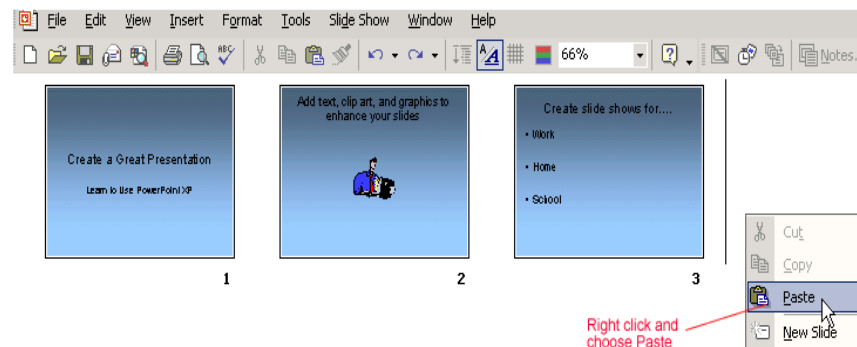 File Edit View Insert Format Tools Slide Show Window Help
ABC A 66% ? Notes.
Add text, clip art, and graphics to
enhance your slides
Create slide shows for....
• Work
• Home
• School
Create a Great Presentation
Learn to Use PowerPoint XP
1 2 3
Cut
Copy
Paste
New Slide
Right click and
choose Paste